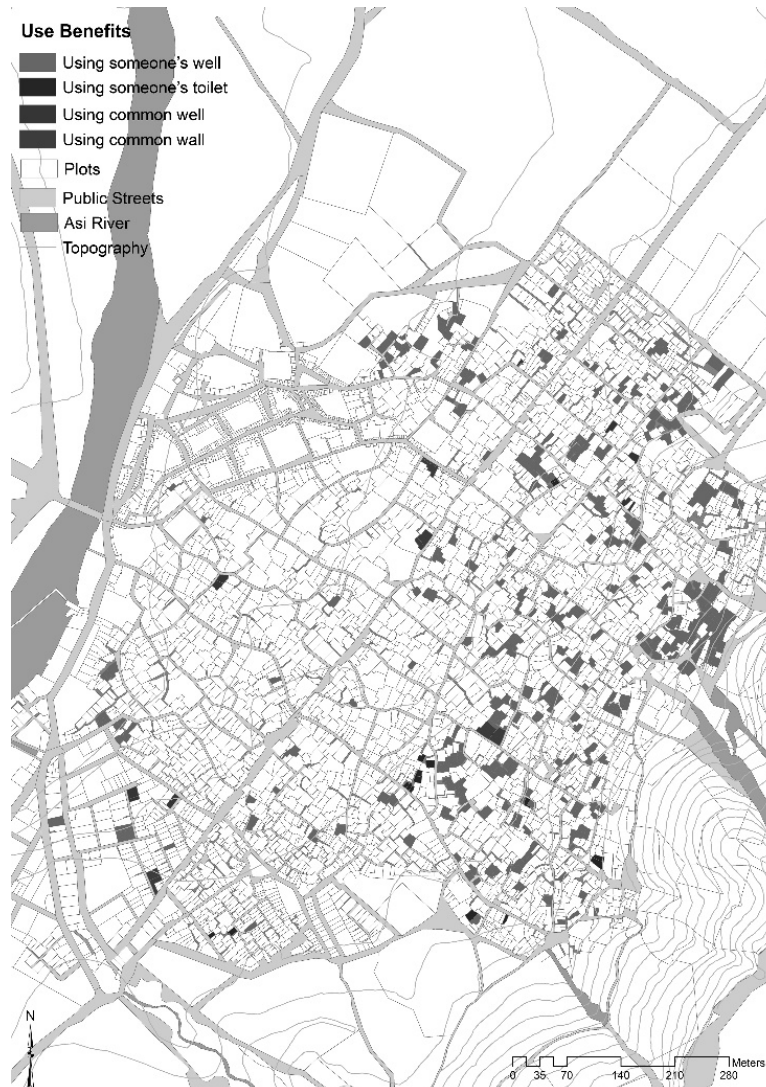 Use Benefits
Using someone's well
Using someone's toilet
Using common well
Using common wall
Plots
Public Streets
Asi River
Topography
N
Meters
0 35 70 140 210 280